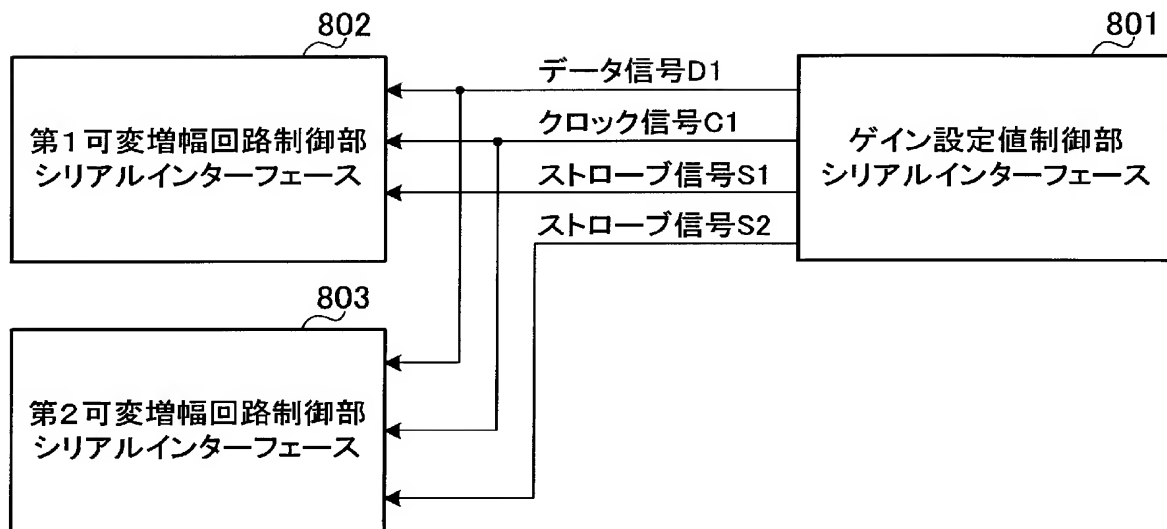 802
801
第1可変増幅回路制御部
シリアルインターフェース
データ信号D1
クロック信号C1
ストローブ信号S1
ストローブ信号S2
ゲイン設定値制御部
シリアルインターフェース
803
第2可変増幅回路制御部
シリアルインターフェース